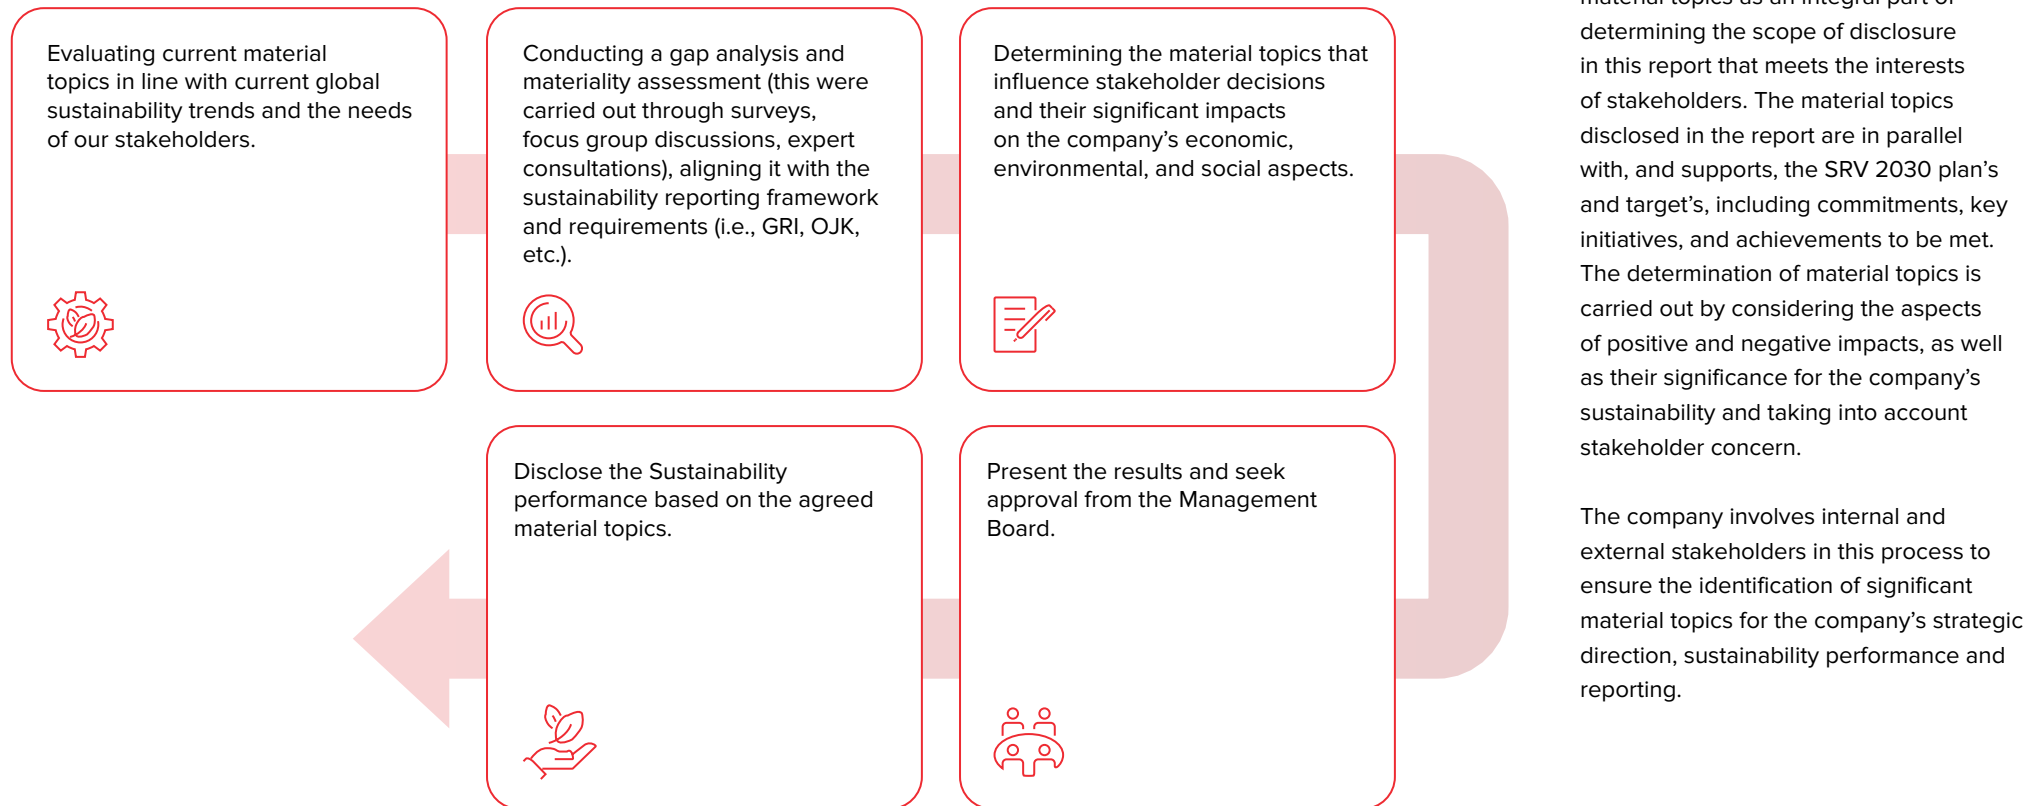 Evaluating current material
topics in line with current global
sustainability trends and the needs
of our stakeholders.
Conducting a gap analysis and
materiality assessment (this were
carried out through surveys,
focus group discussions, expert
consultations), aligning it with the
sustainability reporting framework
and requirements (i.e., GRI, OJK,
etc.).
Determining the material topics that
influence stakeholder decisions
and their significant impacts
on the company's economic,
environmental, and social aspects.
Present the results and seek
approval from the Management
Board.
Disclose the Sustainability
performance based on the agreed
material topics.
material topics as an integral part of
determining the scope of disclosure
in this report that meets the interests
of stakeholders. The material topics
disclosed in the report are in parallel
with, and supports, the SRV 2030 plan's
and target's, including commitments, key
initiatives, and achievements to be met.
The determination of material topics is
carried out by considering the aspects
of positive and negative impacts, as well
as their significance for the company's
sustainability and taking into account
stakeholder concern.
The company involves internal and
external stakeholders in this process to
ensure the identification of significant
material topics for the company's strategic
direction, sustainability performance and
reporting.